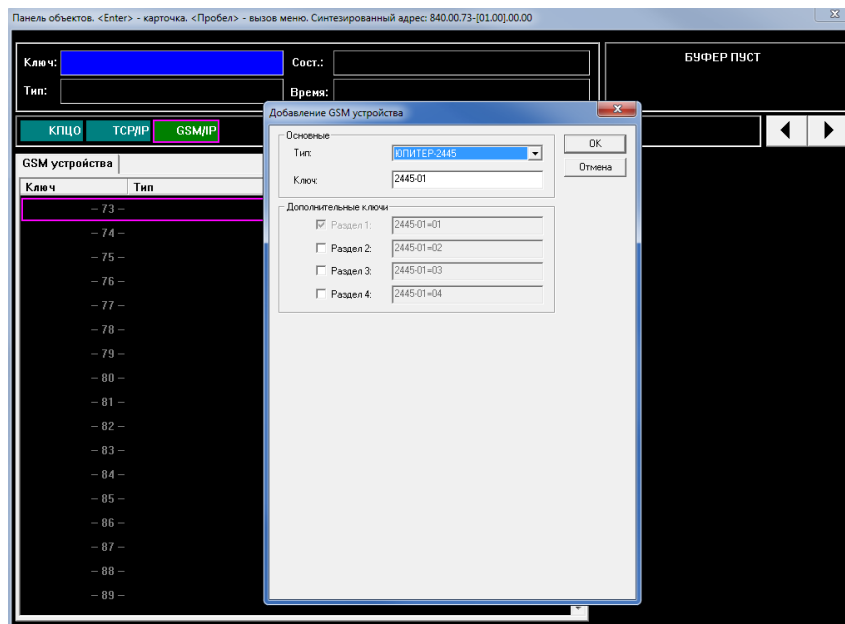 Панель объектов. <Enter> - карточка. <Пробел> - вызов меню. Синтезированный адрес: 840.00.73-[01.00].00.00
Ключ:
Сост.:
БУФЕР ПУСТ
Тип:
Время:
КПЦО TCP/IP GSM/IP
GSM устройства
Ключ Тип
– 73 –
– 74 –
– 75 –
– 76 –
– 77 –
– 78 –
– 79 –
– 80 –
– 81 –
– 82 –
– 83 –
– 84 –
– 85 –
– 86 –
– 87 –
– 88 –
– 89 –
Добавление GSM устройства
Основные
Тип: ЮПИТЕР-2445
Ключ: 2445-01
OK
Отмена
Дополнительные ключи
Раздел 1: 2445-01=01
Раздел 2: 2445-01=02
Раздел 3: 2445-01=03
Раздел 4: 2445-01=04